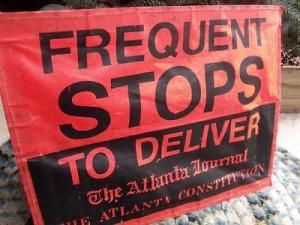 FREQUENT
STOPS
TO DELIVER
The Atlanta Journal
THE ATLANTA CONSTITUTION